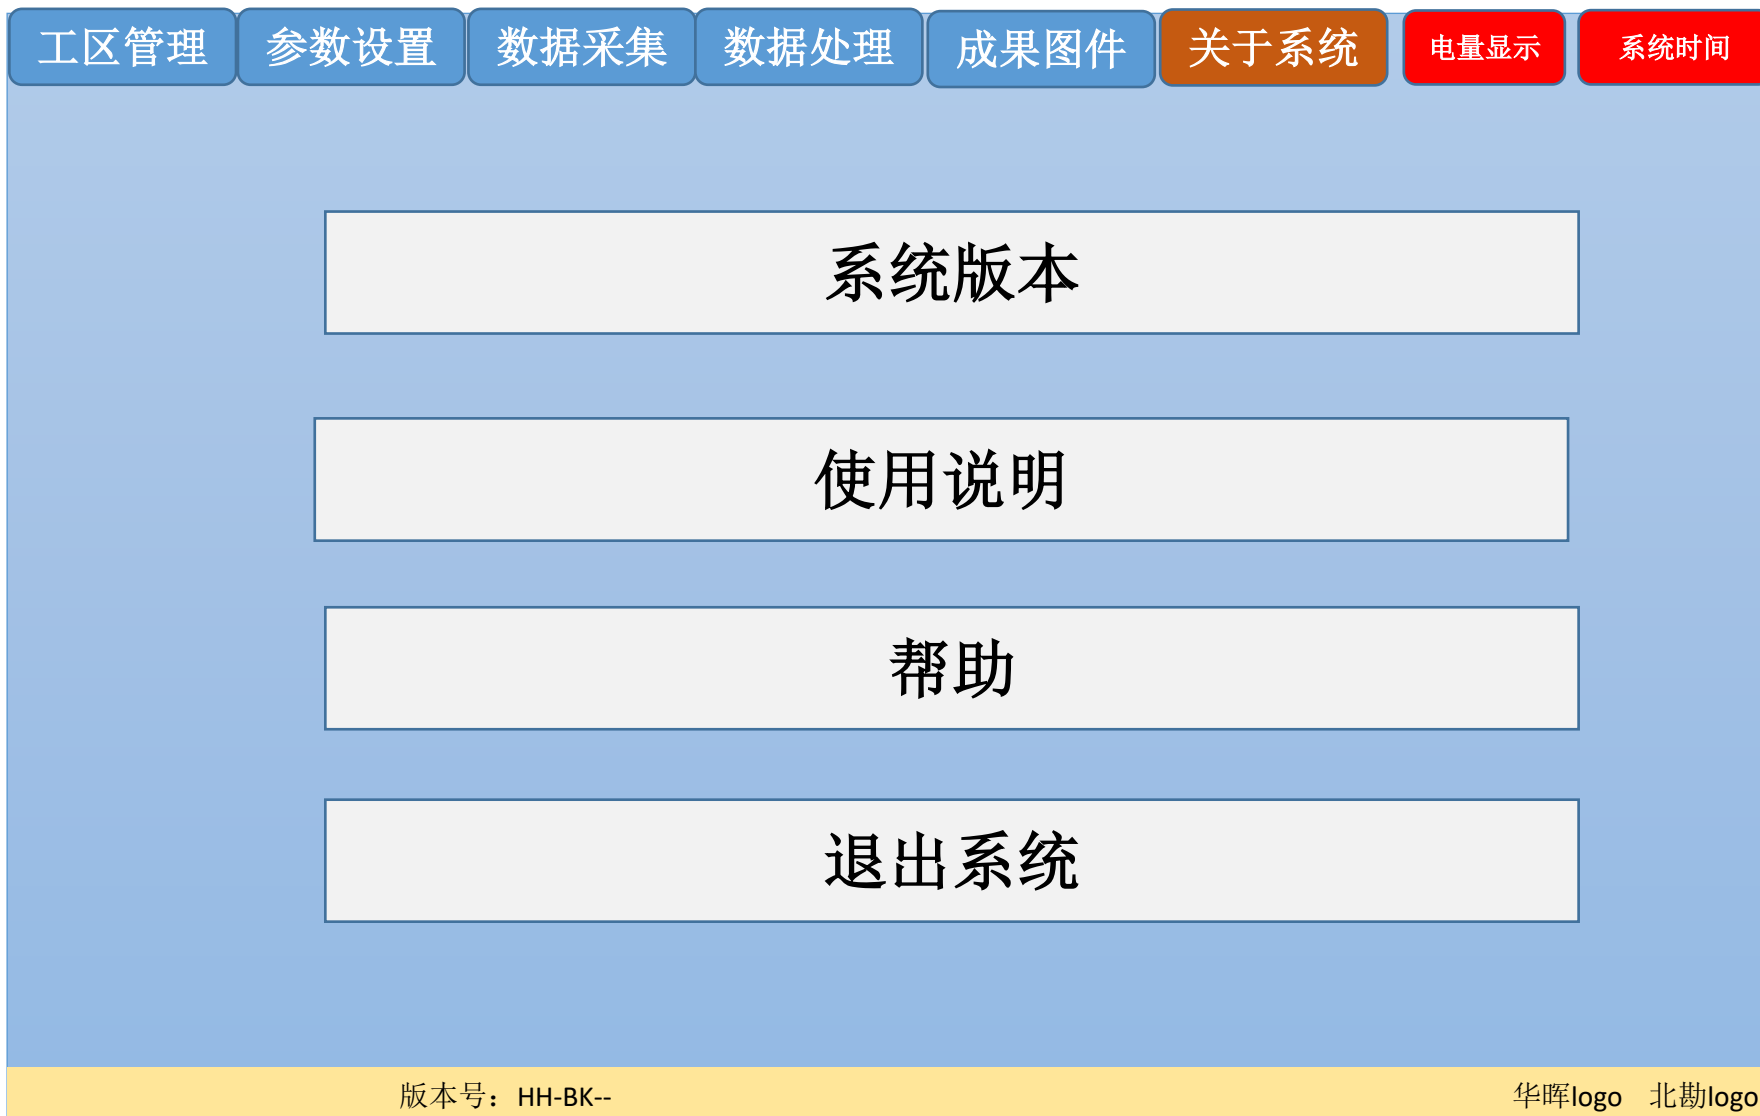 工区管理 参数设置 数据采集 数据处理 成果图件 关于系统 电量显示 系统时间
系统版本
使用说明
帮助
退出系统
版本号：HH-BK-- 华晖logo 北勘logo